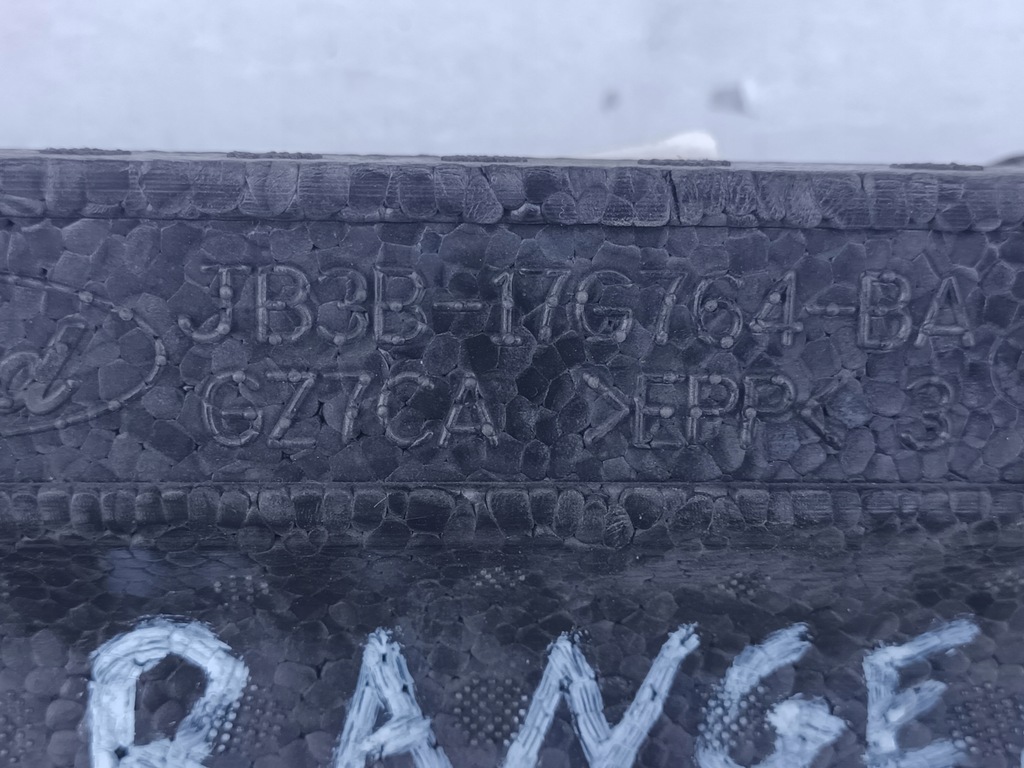 JB3B-17G764-BA
GZ7CA >EPP< 3
RANGE